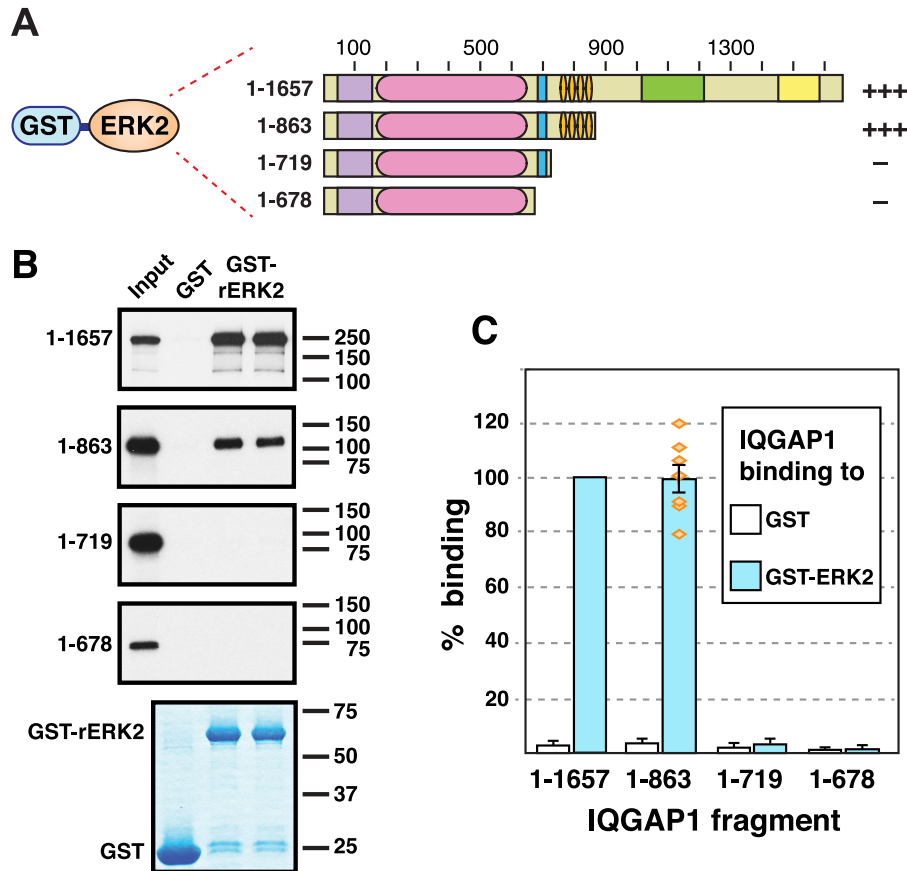 A
100 500 900 1300
GST ERK2
1-1657 +++
1-863 +++
1-719 –
1-678 –
B
Input GST GST-
rERK2
1-1657
250
150
100
1-863
150
100
75
1-719
150
100
75
1-678
150
100
75
GST-rERK2
GST
75
50
37
25
C
% binding
120
100
80
60
40
20
IQGAP1
binding to
GST
GST-ERK2
1-1657 1-863 1-719 1-678
IQGAP1 fragment